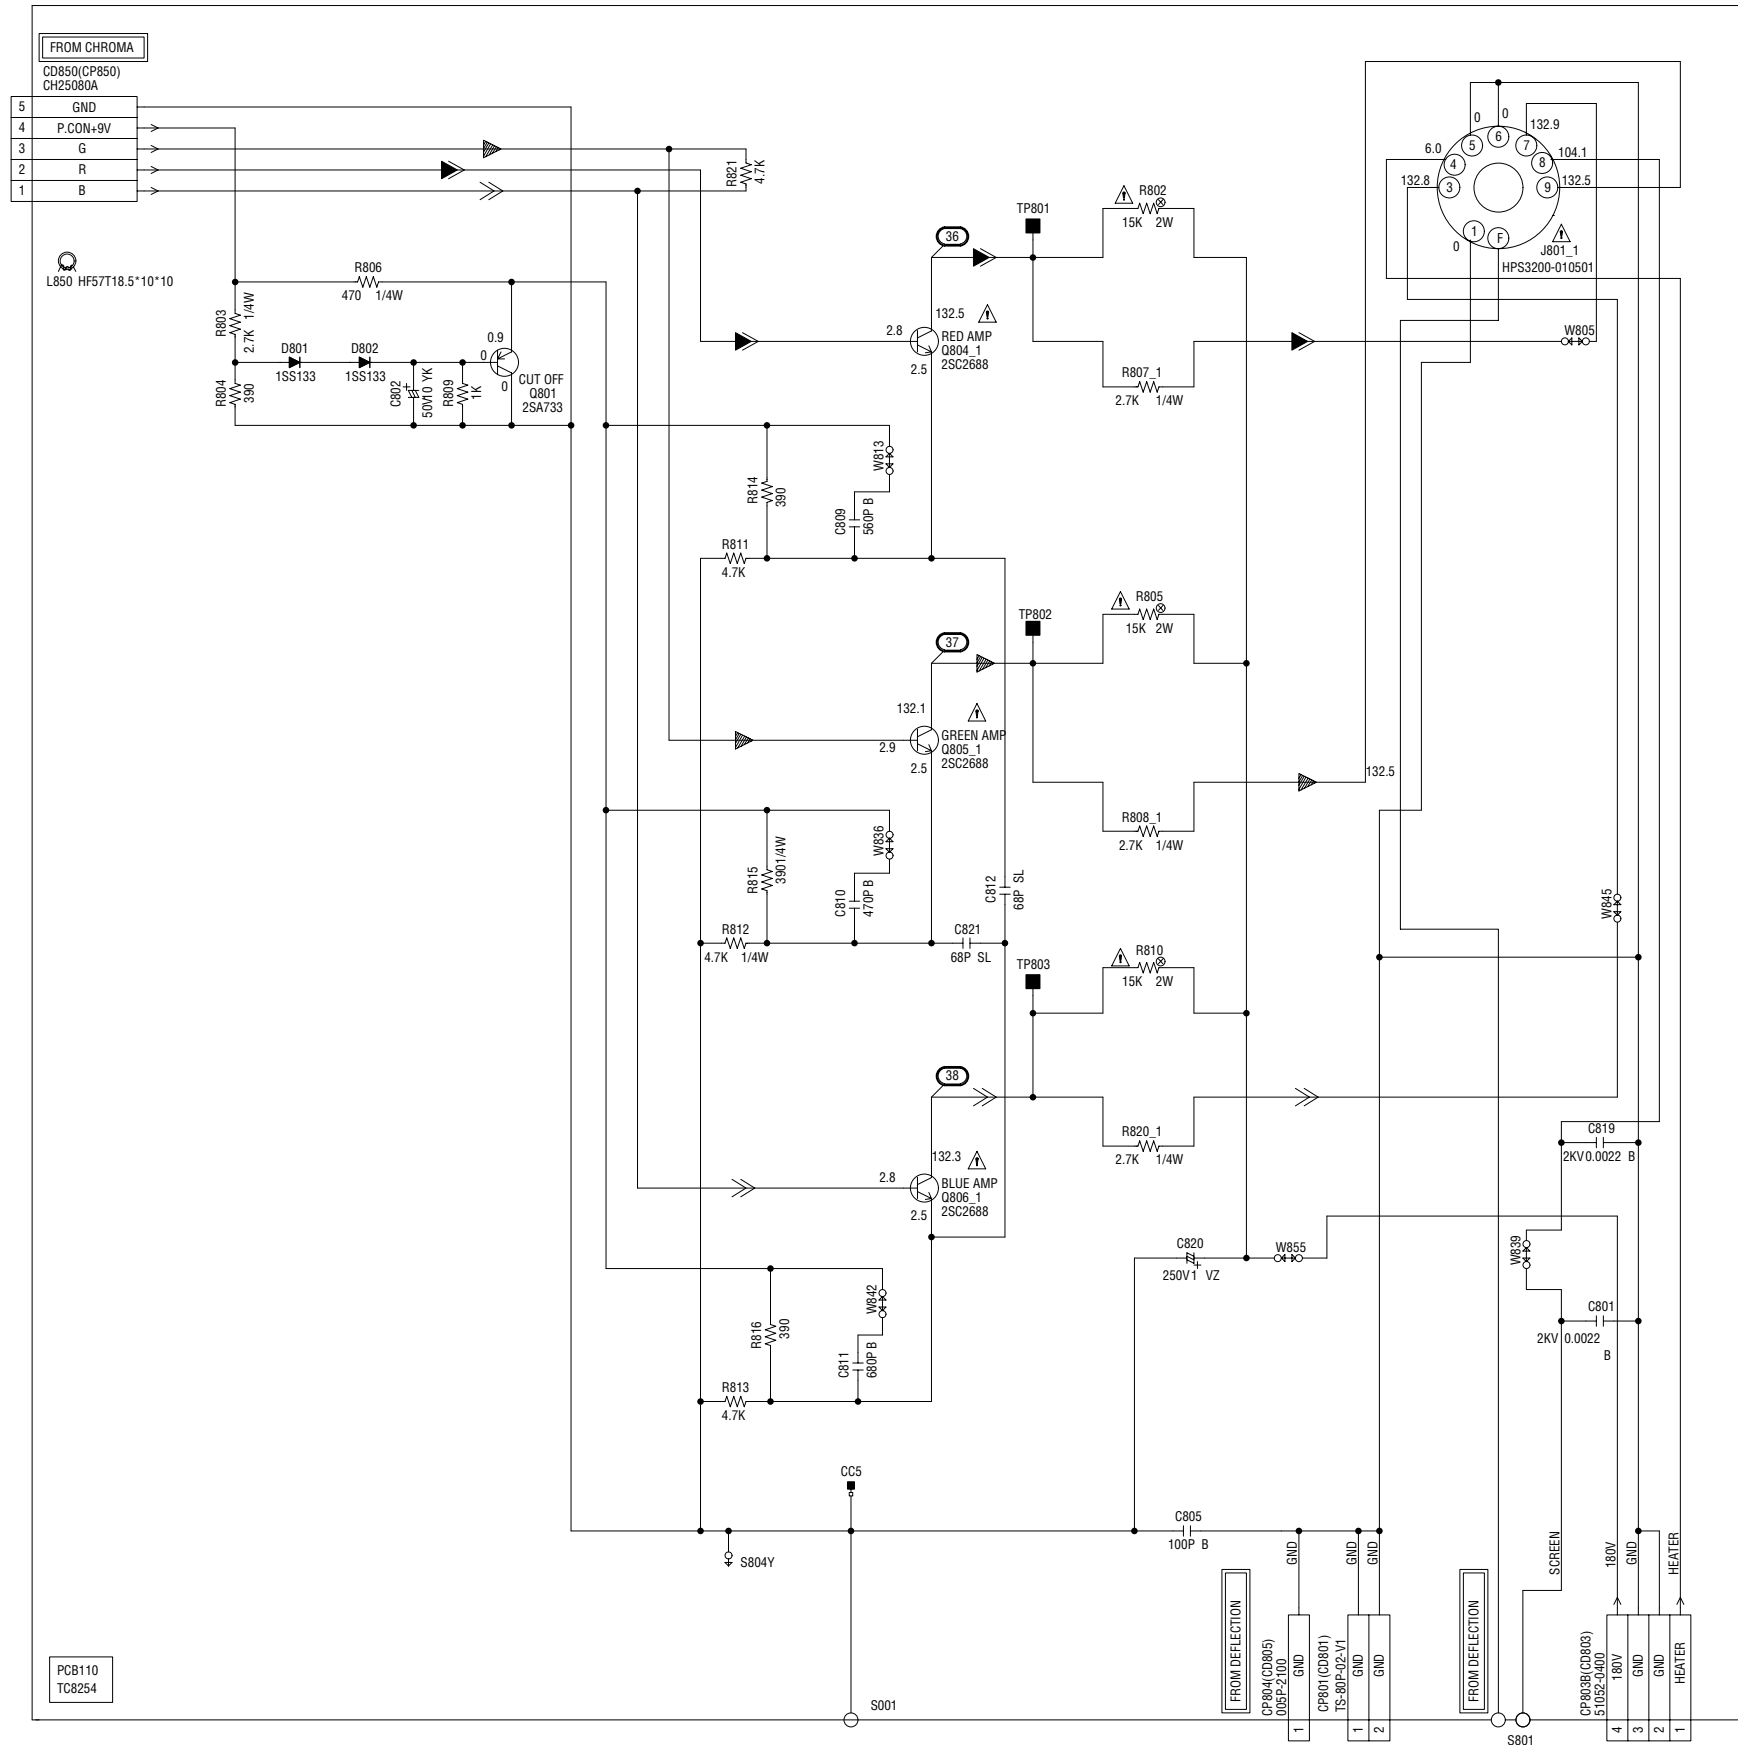 FROM CHROMA
CD850(CP850)
CH25080A
5 GND
4 P.CON+9V
3 G
2 R
1 B
L850 HF57T18.5*10*10
R821
4.7K
R806
470 1/4W
R803
2.7K 1/4W
R804
390
D801
1SS133
D802
1SS133
C802
50V10 YK
R809
1K
0.9
0
0
CUT OFF
Q801
2SA733
36
TP801
R802
15K 2W
132.5
2.8
2.5
RED AMP
Q804_1
2SC2688
R807_1
2.7K 1/4W
W813
R814
390
C809
560P B
R811
4.7K
37
TP802
R805
15K 2W
132.1
2.9
2.5
GREEN AMP
Q805_1
2SC2688
R808_1
2.7K 1/4W
132.5
W836
R815
3901/4W
C810
470P B
R812
4.7K 1/4W
C812
68P SL
C821
68P SL
38
TP803
R810
15K 2W
132.3
2.8
2.5
BLUE AMP
Q806_1
2SC2688
R820_1
2.7K 1/4W
W842
R816
390
C811
680P B
R813
4.7K
C820
250V1 VZ
W855
CC5
S804Y
S001
C805
100P B
0
0
132.9
6.0
104.1
132.8
132.5
0
5
6
7
4
8
3
9
1
F
J801_1
HPS3200-010501
W805
W845
C819
2KV0.0022 B
W839
C801
2KV 0.0022
B
GND
GND
GND
SCREEN
180V
GND
HEATER
FROM DEFLECTION
CP804(CD805)
005P-2100
1 GND
CP801(CD801)
TS-80P-02-V1
1 GND
2 GND
FROM DEFLECTION
S801
CP803B(CD803)
51052-0400
4 180V
3 GND
2 GND
1 HEATER
PCB110
TC8254